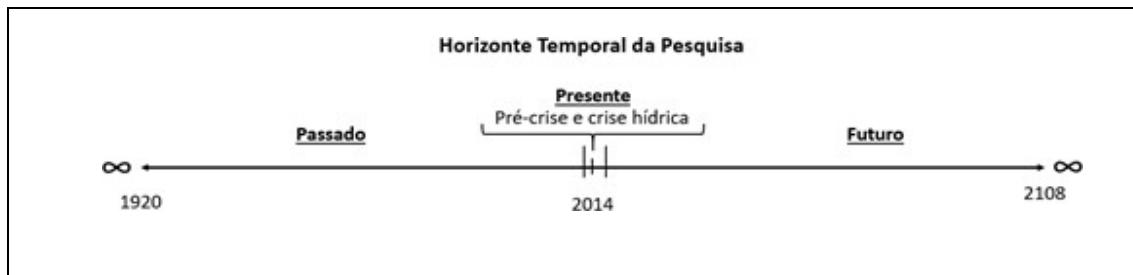 Horizonte Temporal da Pesquisa
Presente
Pré-crise e crise hídrica
Passado
Futuro
∞ ∞
1920 2014 2108